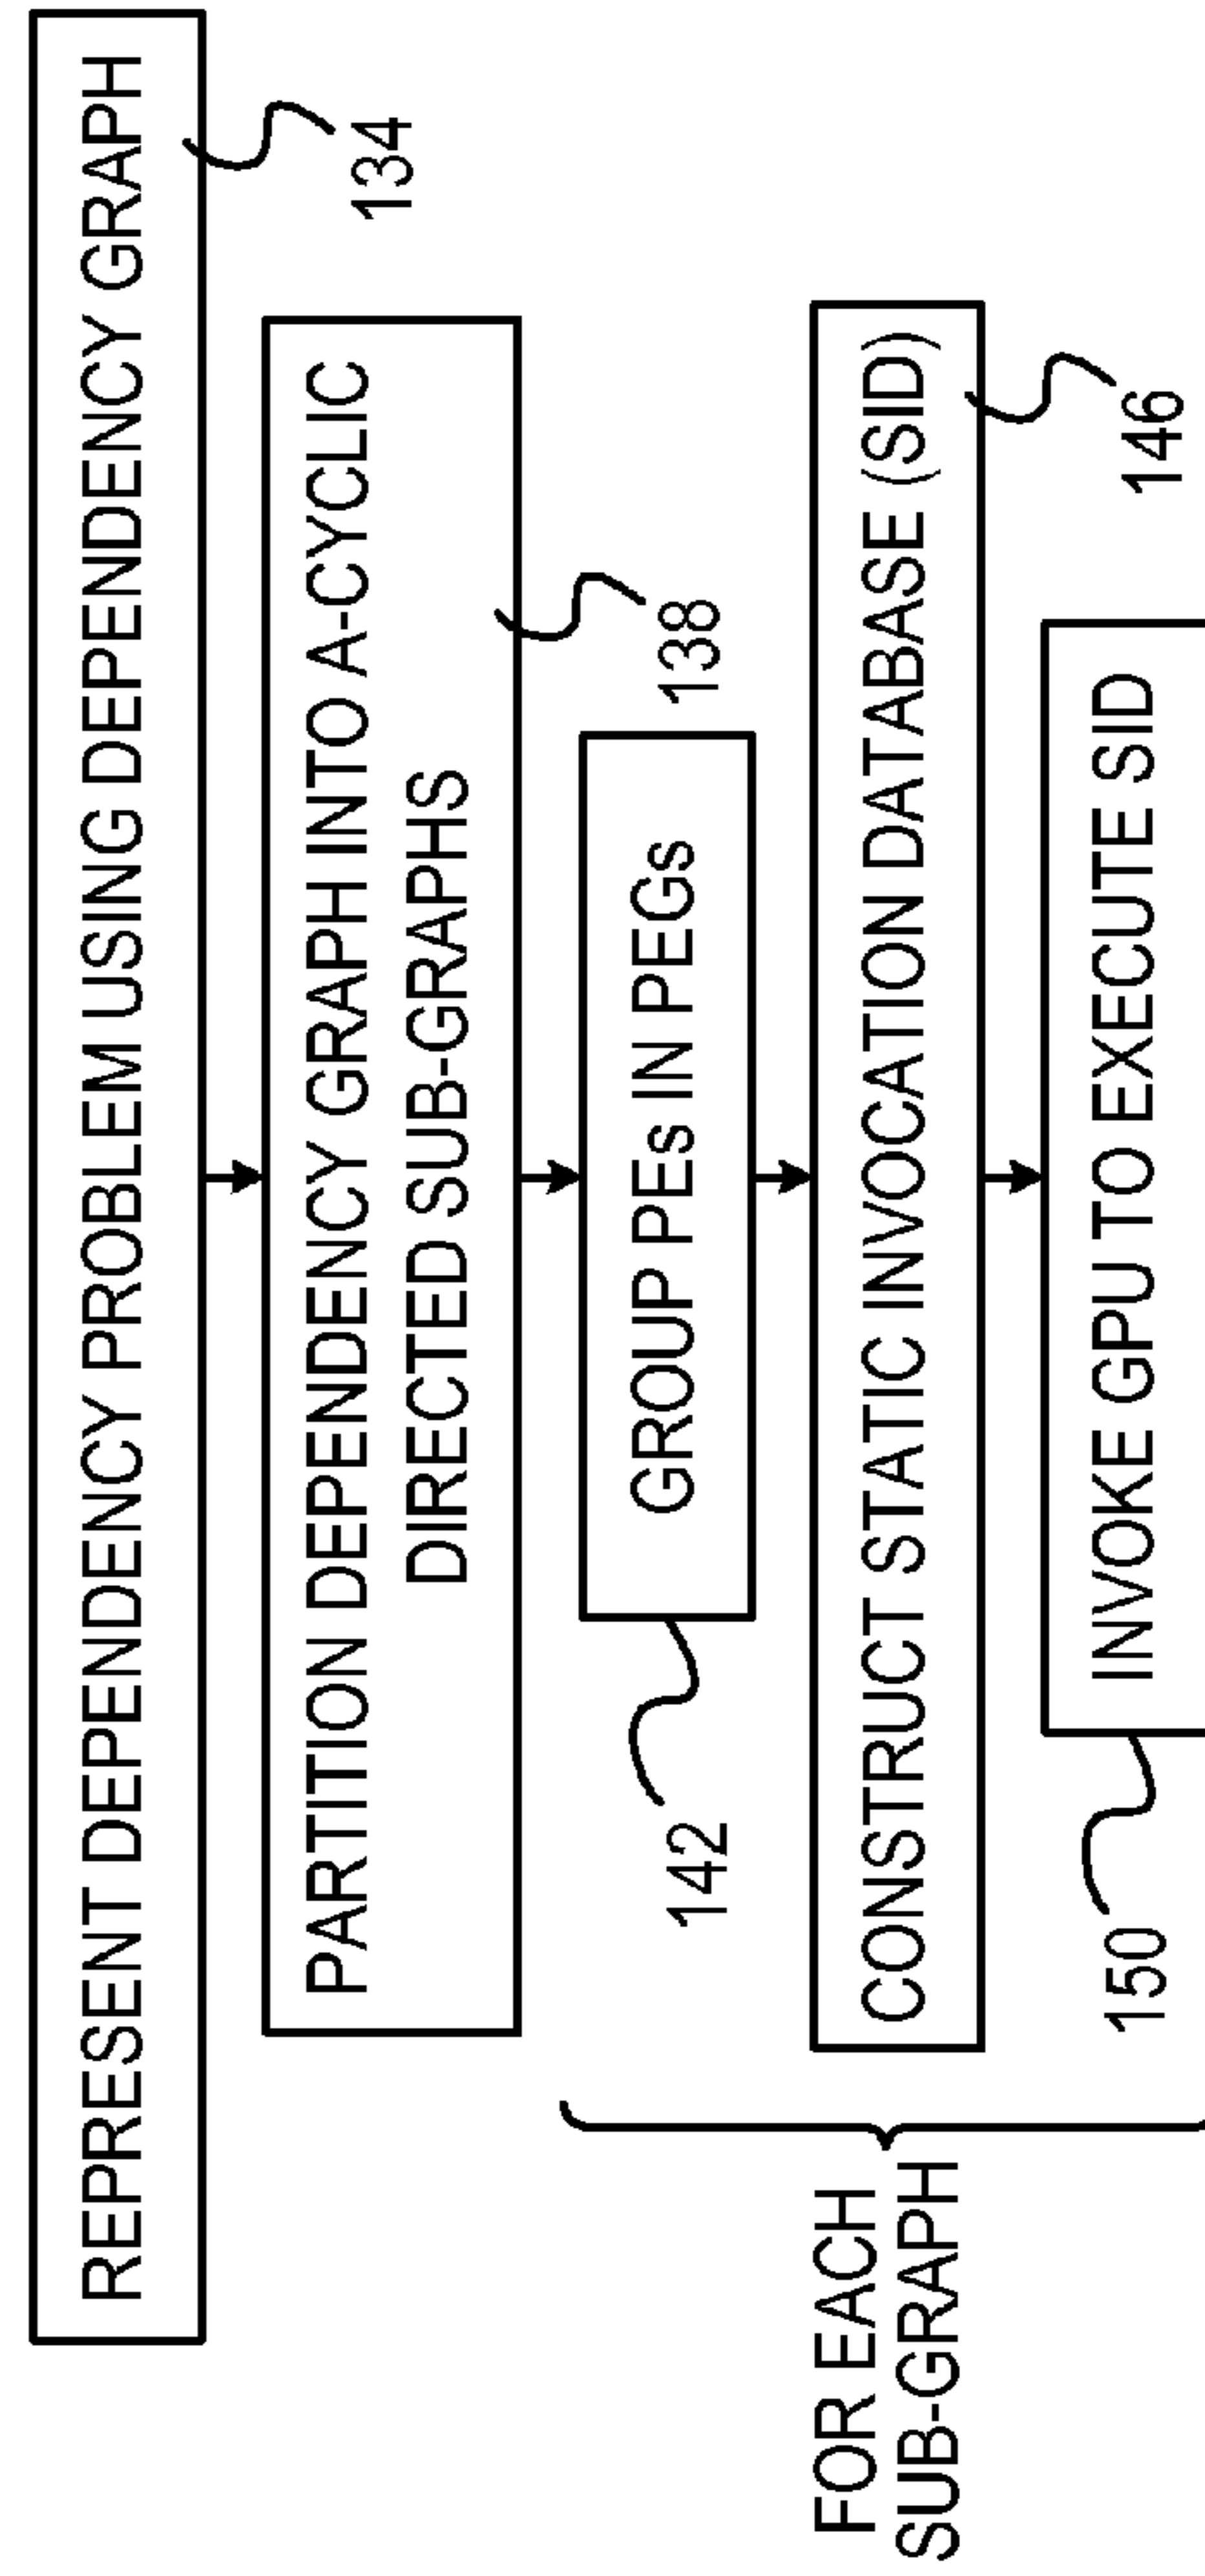 REPRESENT DEPENDENCY PROBLEM USING DEPENDENCY GRAPH
134
PARTITION DEPENDENCY GRAPH INTO A-CYCLIC
DIRECTED SUB-GRAPHS
138
GROUP PEs IN PEGs
142
FOR EACH
SUB-GRAPH
CONSTRUCT STATIC INVOCATION DATABASE (SID)
146
INVOKE GPU TO EXECUTE SID
150